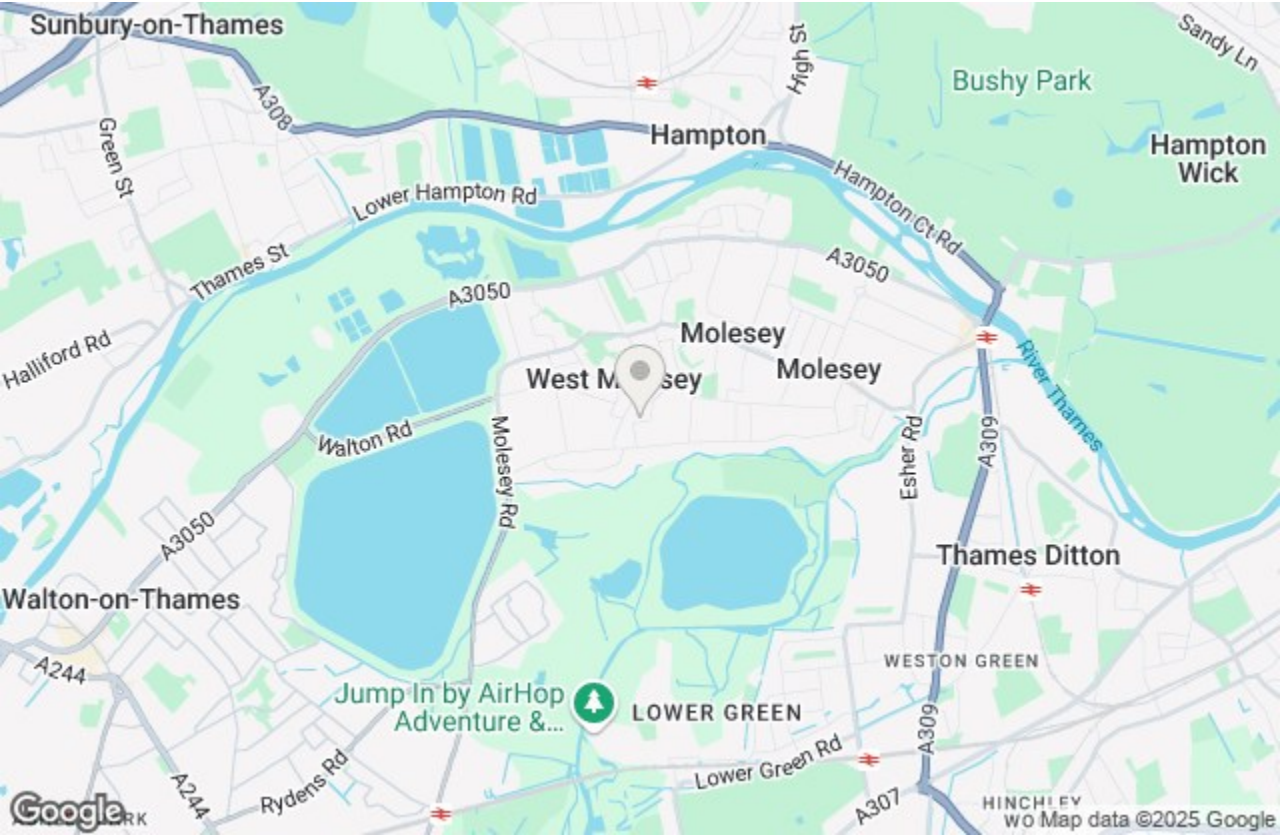 Sunbury-on-Thames
Sandy Ln
High St
Bushy Park
A308
Hampton
Hampton
Wick
Green St
Lower Hampton Rd
Hampton Ct Rd
Thames St
A3050
A3050
Halliford Rd
Molesey
River Thames
Molesey
West M sey
Walton Rd
Molesey Rd
Esher Rd
A309
A3050
Thames Ditton
Walton-on-Thames
A244
WESTON GREEN
Jump In by AirHop
Adventure &...
LOWER GREEN
A309
Lower Green Rd
Rydens Rd
A244
A307
HINCHLEY
wo
Google
RK
Map data ©2025 Google